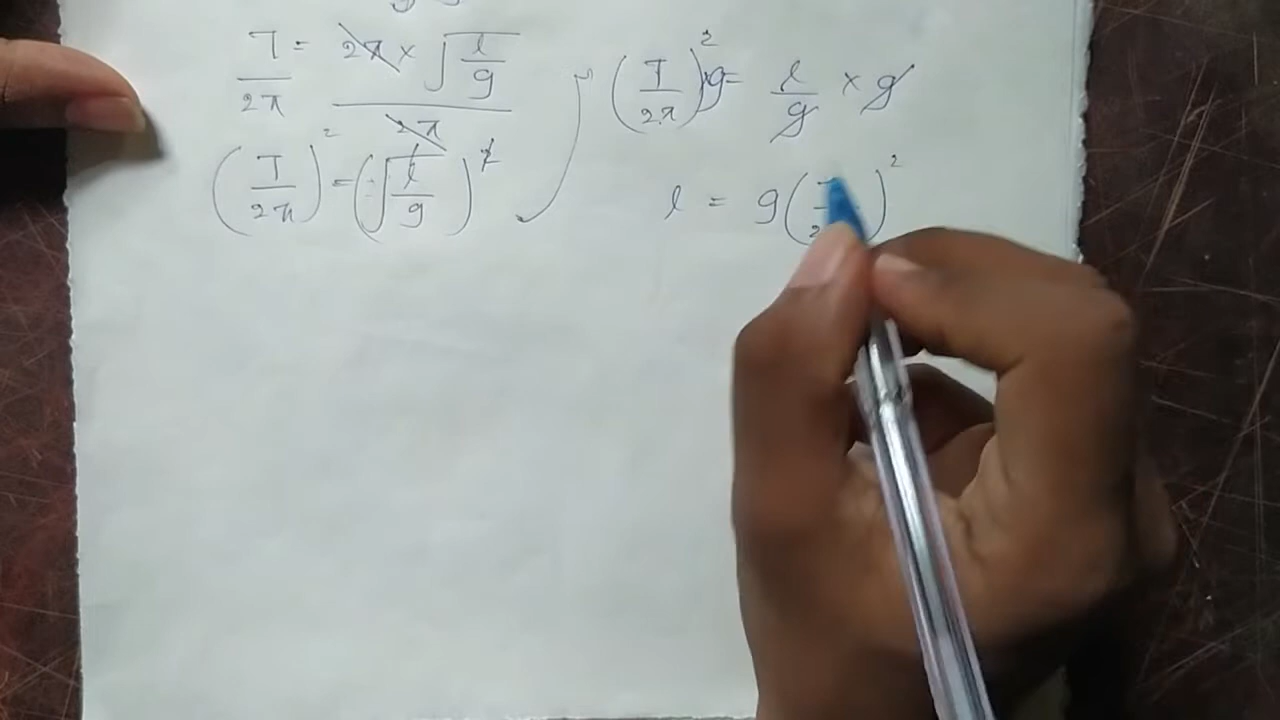 T/2π = 2π × √(l/g) / 2π
(T/2π)² = (√(l/g))²
(T/2π)² × g = l/g × g
l = g(T/2π)²